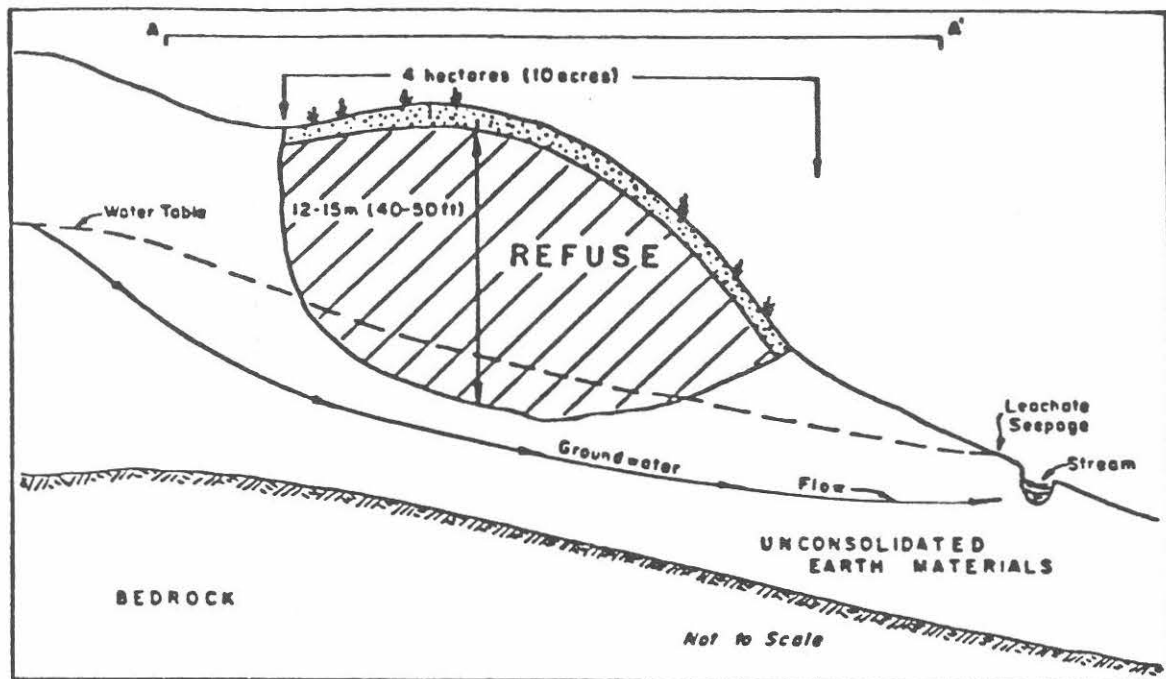 A A'
4 hectares (10 acres)
12-15m (40-50ft)
Water Table
REFUSE
Leachate
Seepage
Groundwater
Stream
Flow
UNCONSOLIDATED
EARTH MATERIALS
BEDROCK
Not to Scale